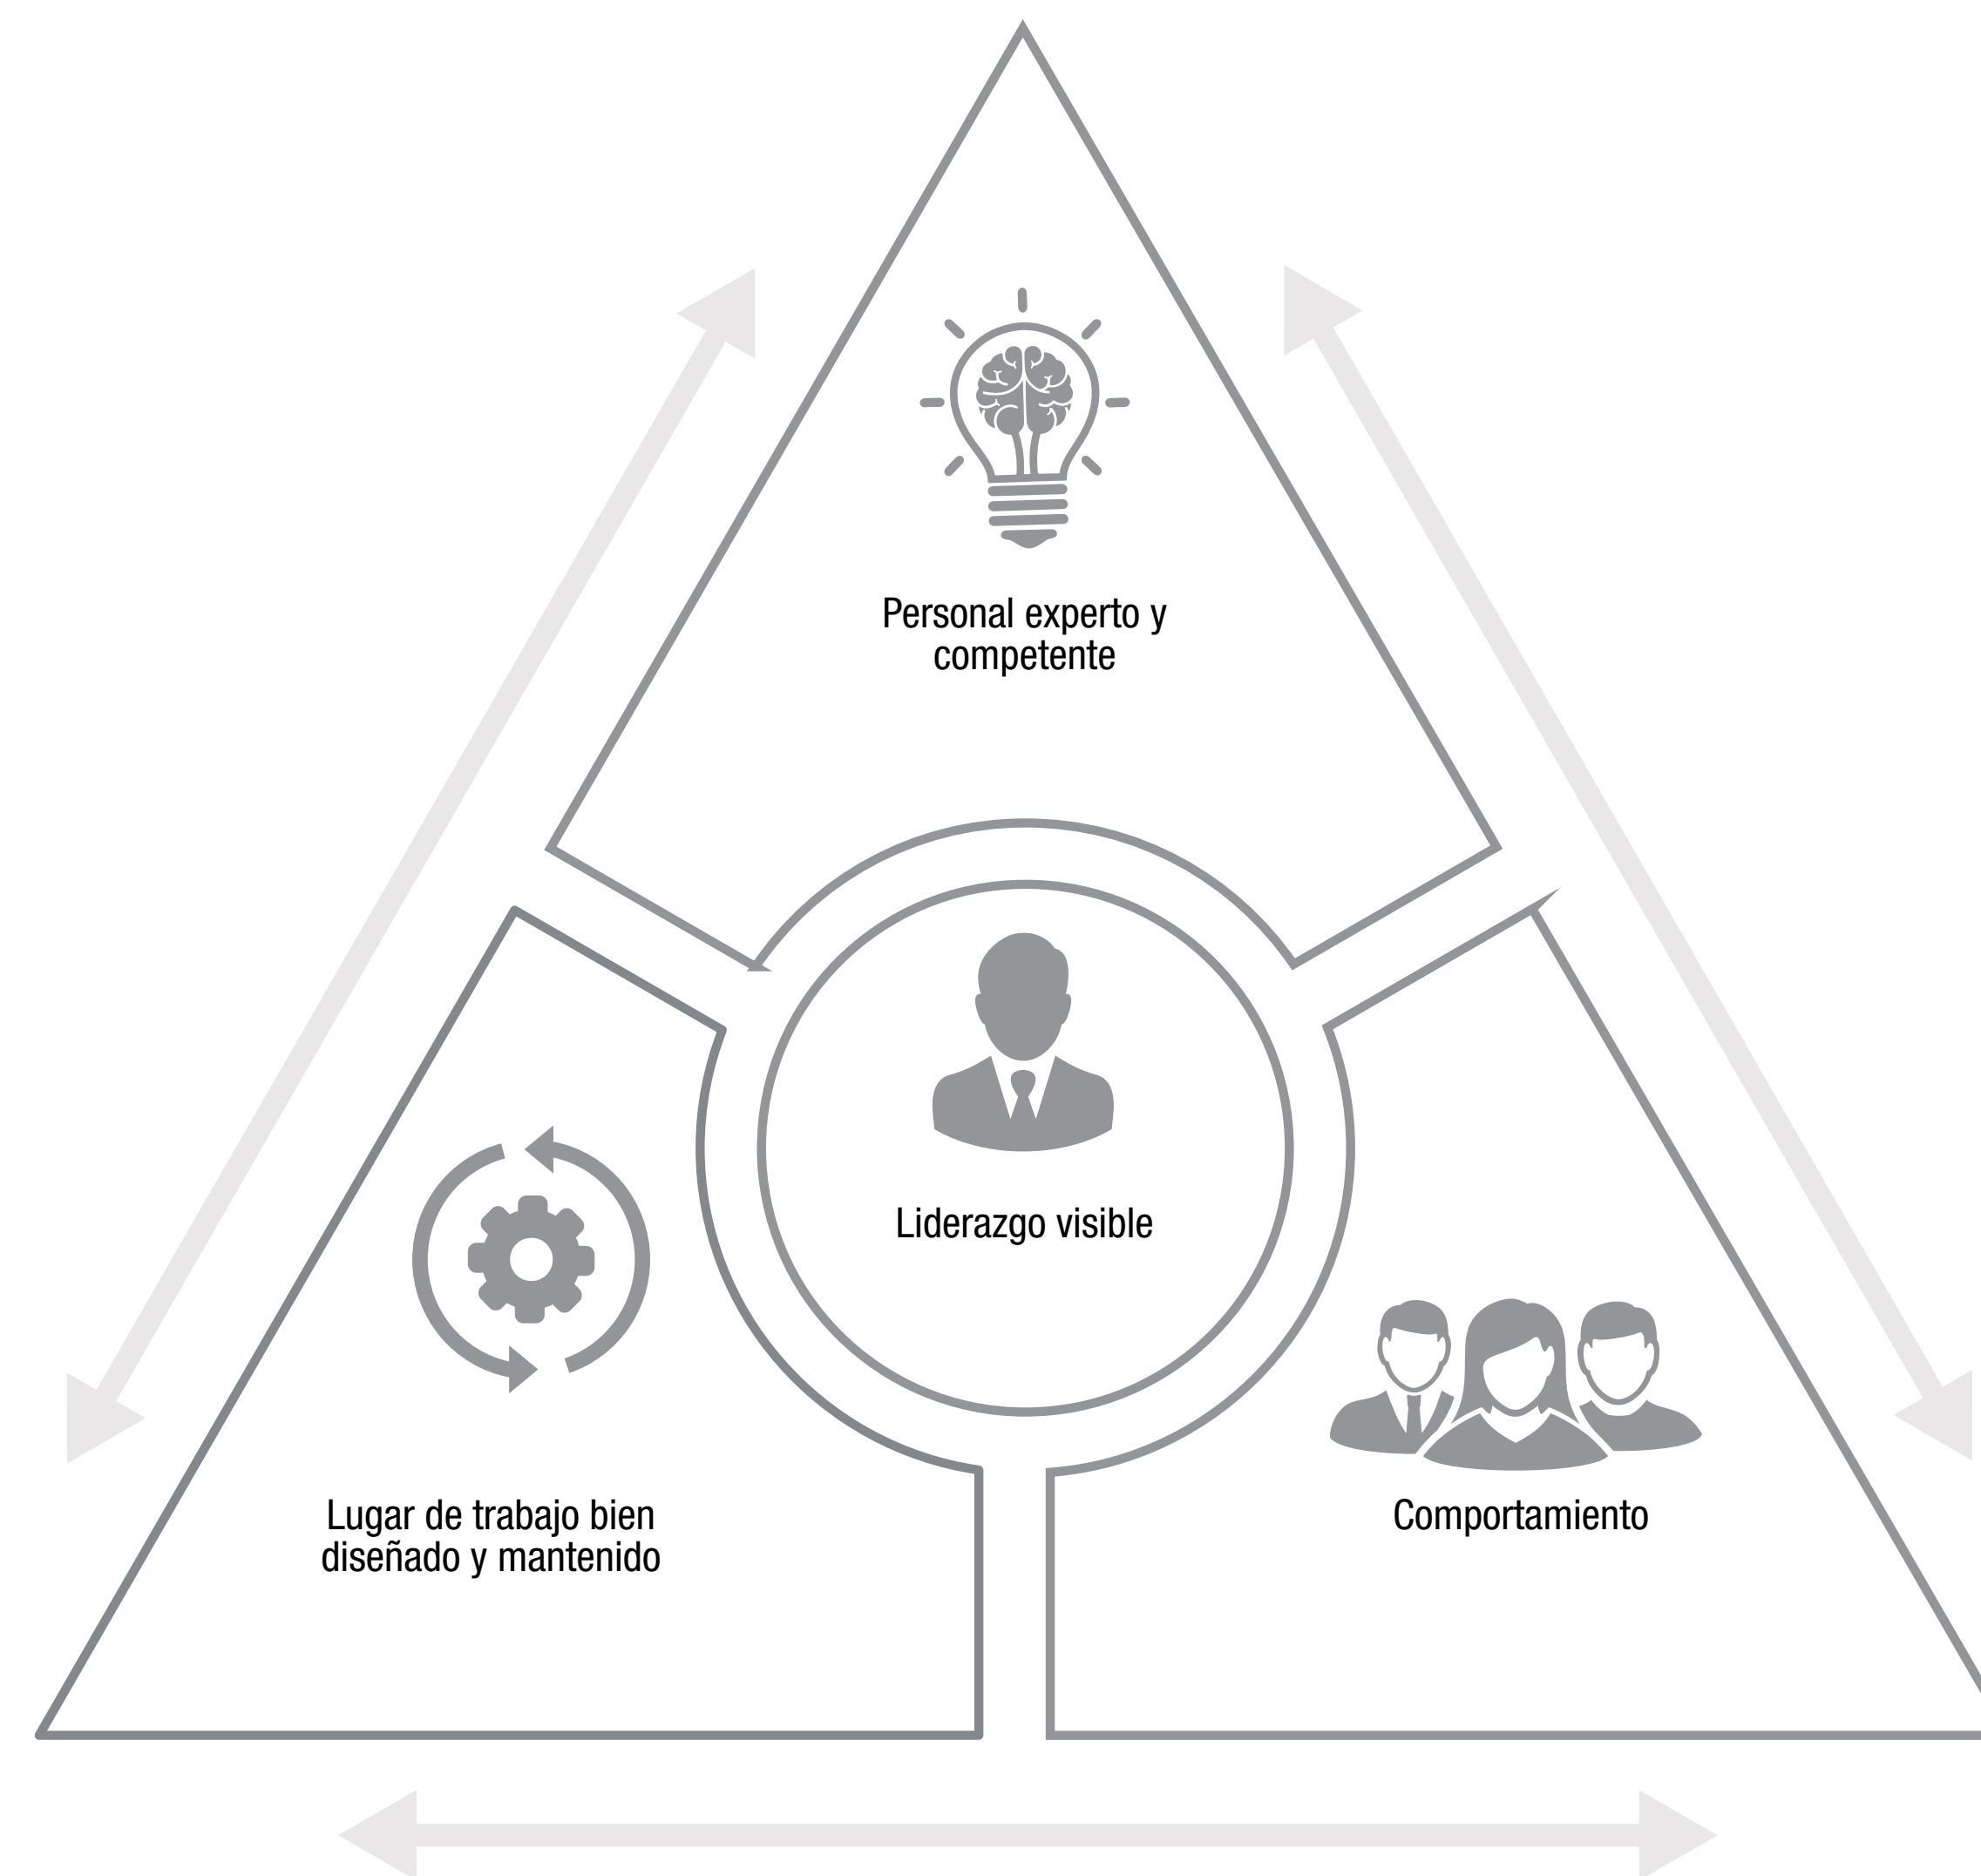 Personal experto y
competente
Liderazgo visible
Lugar de trabajo bien
diseñado y mantenido
Comportamiento